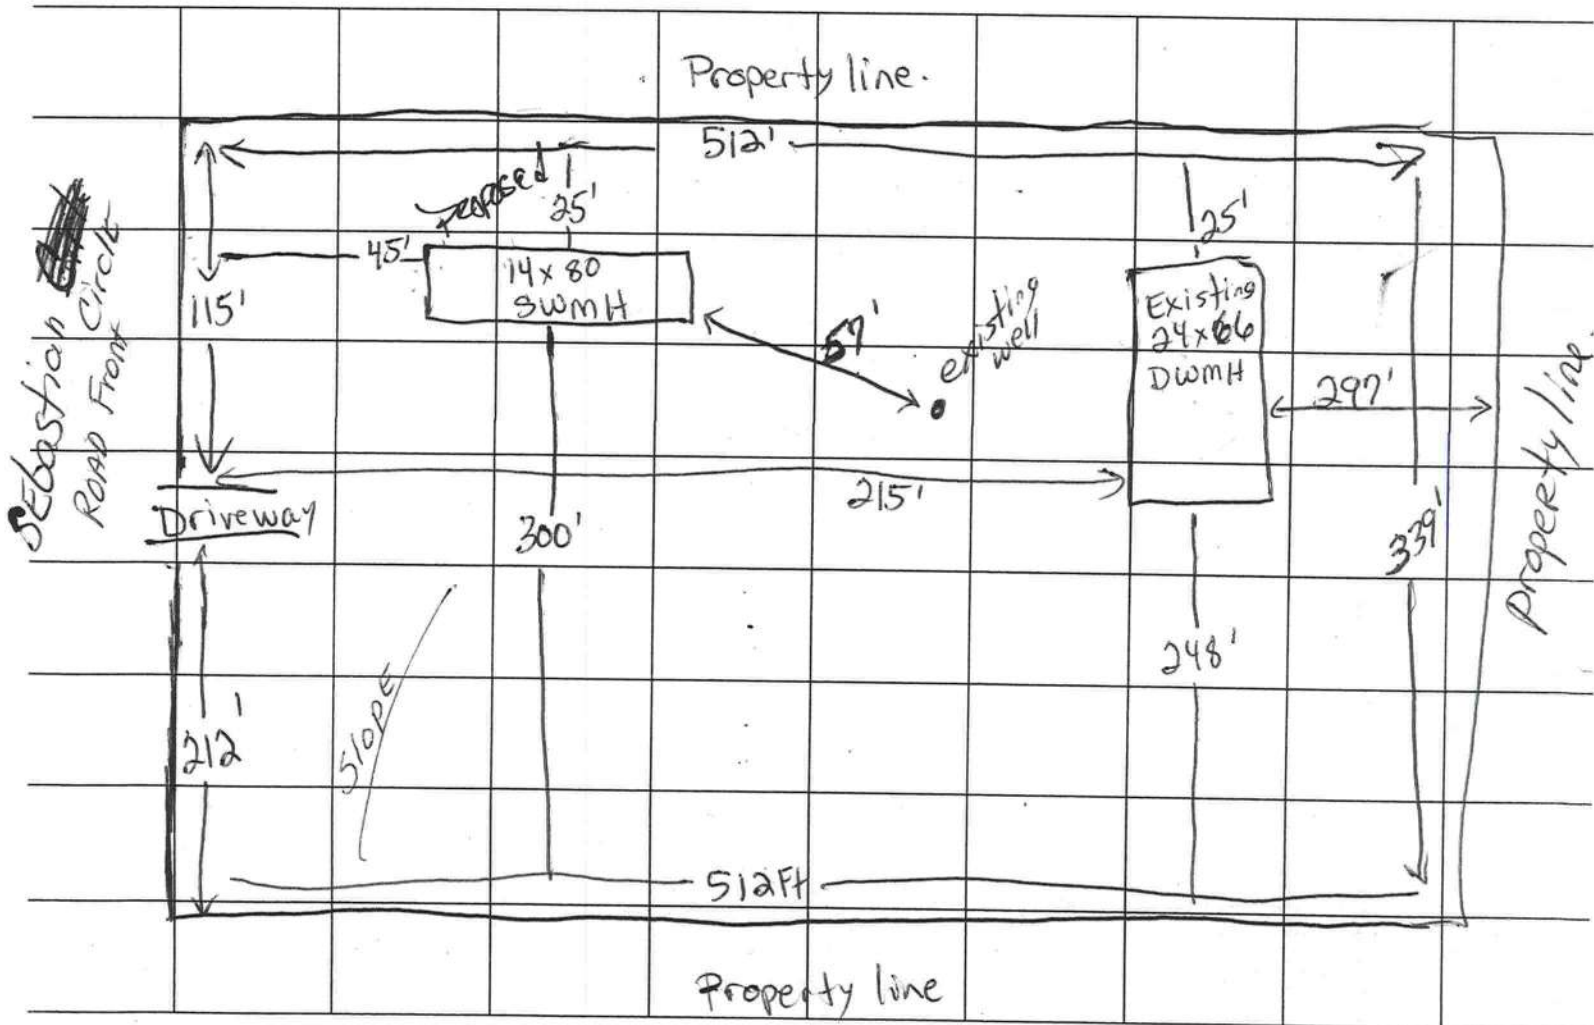 Property line.
512'
proposed
25'
25'
45'
14 x 80
SWMH
SEbastian Circle
ROAD Front
115'
57'
existing
well
Existing
24x66
DWMH
297'
Property line.
215'
Driveway
300'
339'
248'
SlopE
212'
512Ft
Property line